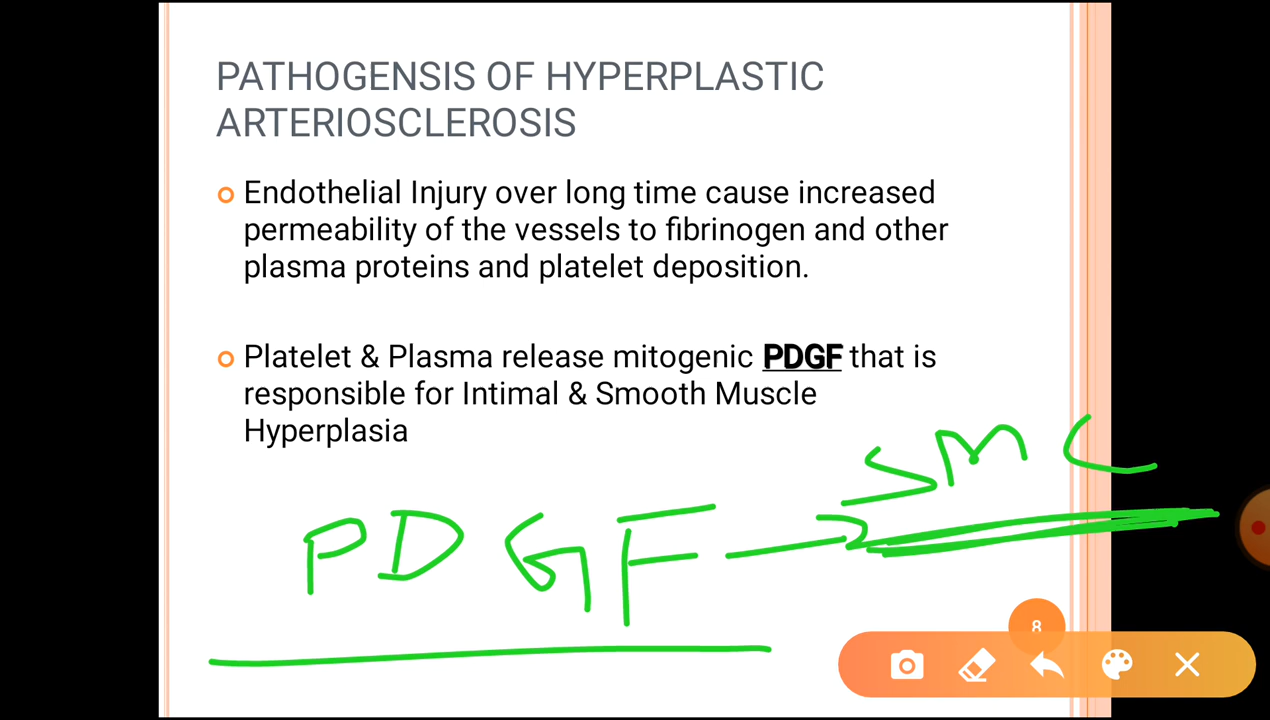 PATHOGENSIS OF HYPERPLASTIC
ARTERIOSCLEROSIS
Endothelial Injury over long time cause increased
permeability of the vessels to fibrinogen and other
plasma proteins and platelet deposition.
Platelet & Plasma release mitogenic PDGF that is
responsible for Intimal & Smooth Muscle
Hyperplasia
PDGF → SMC
8